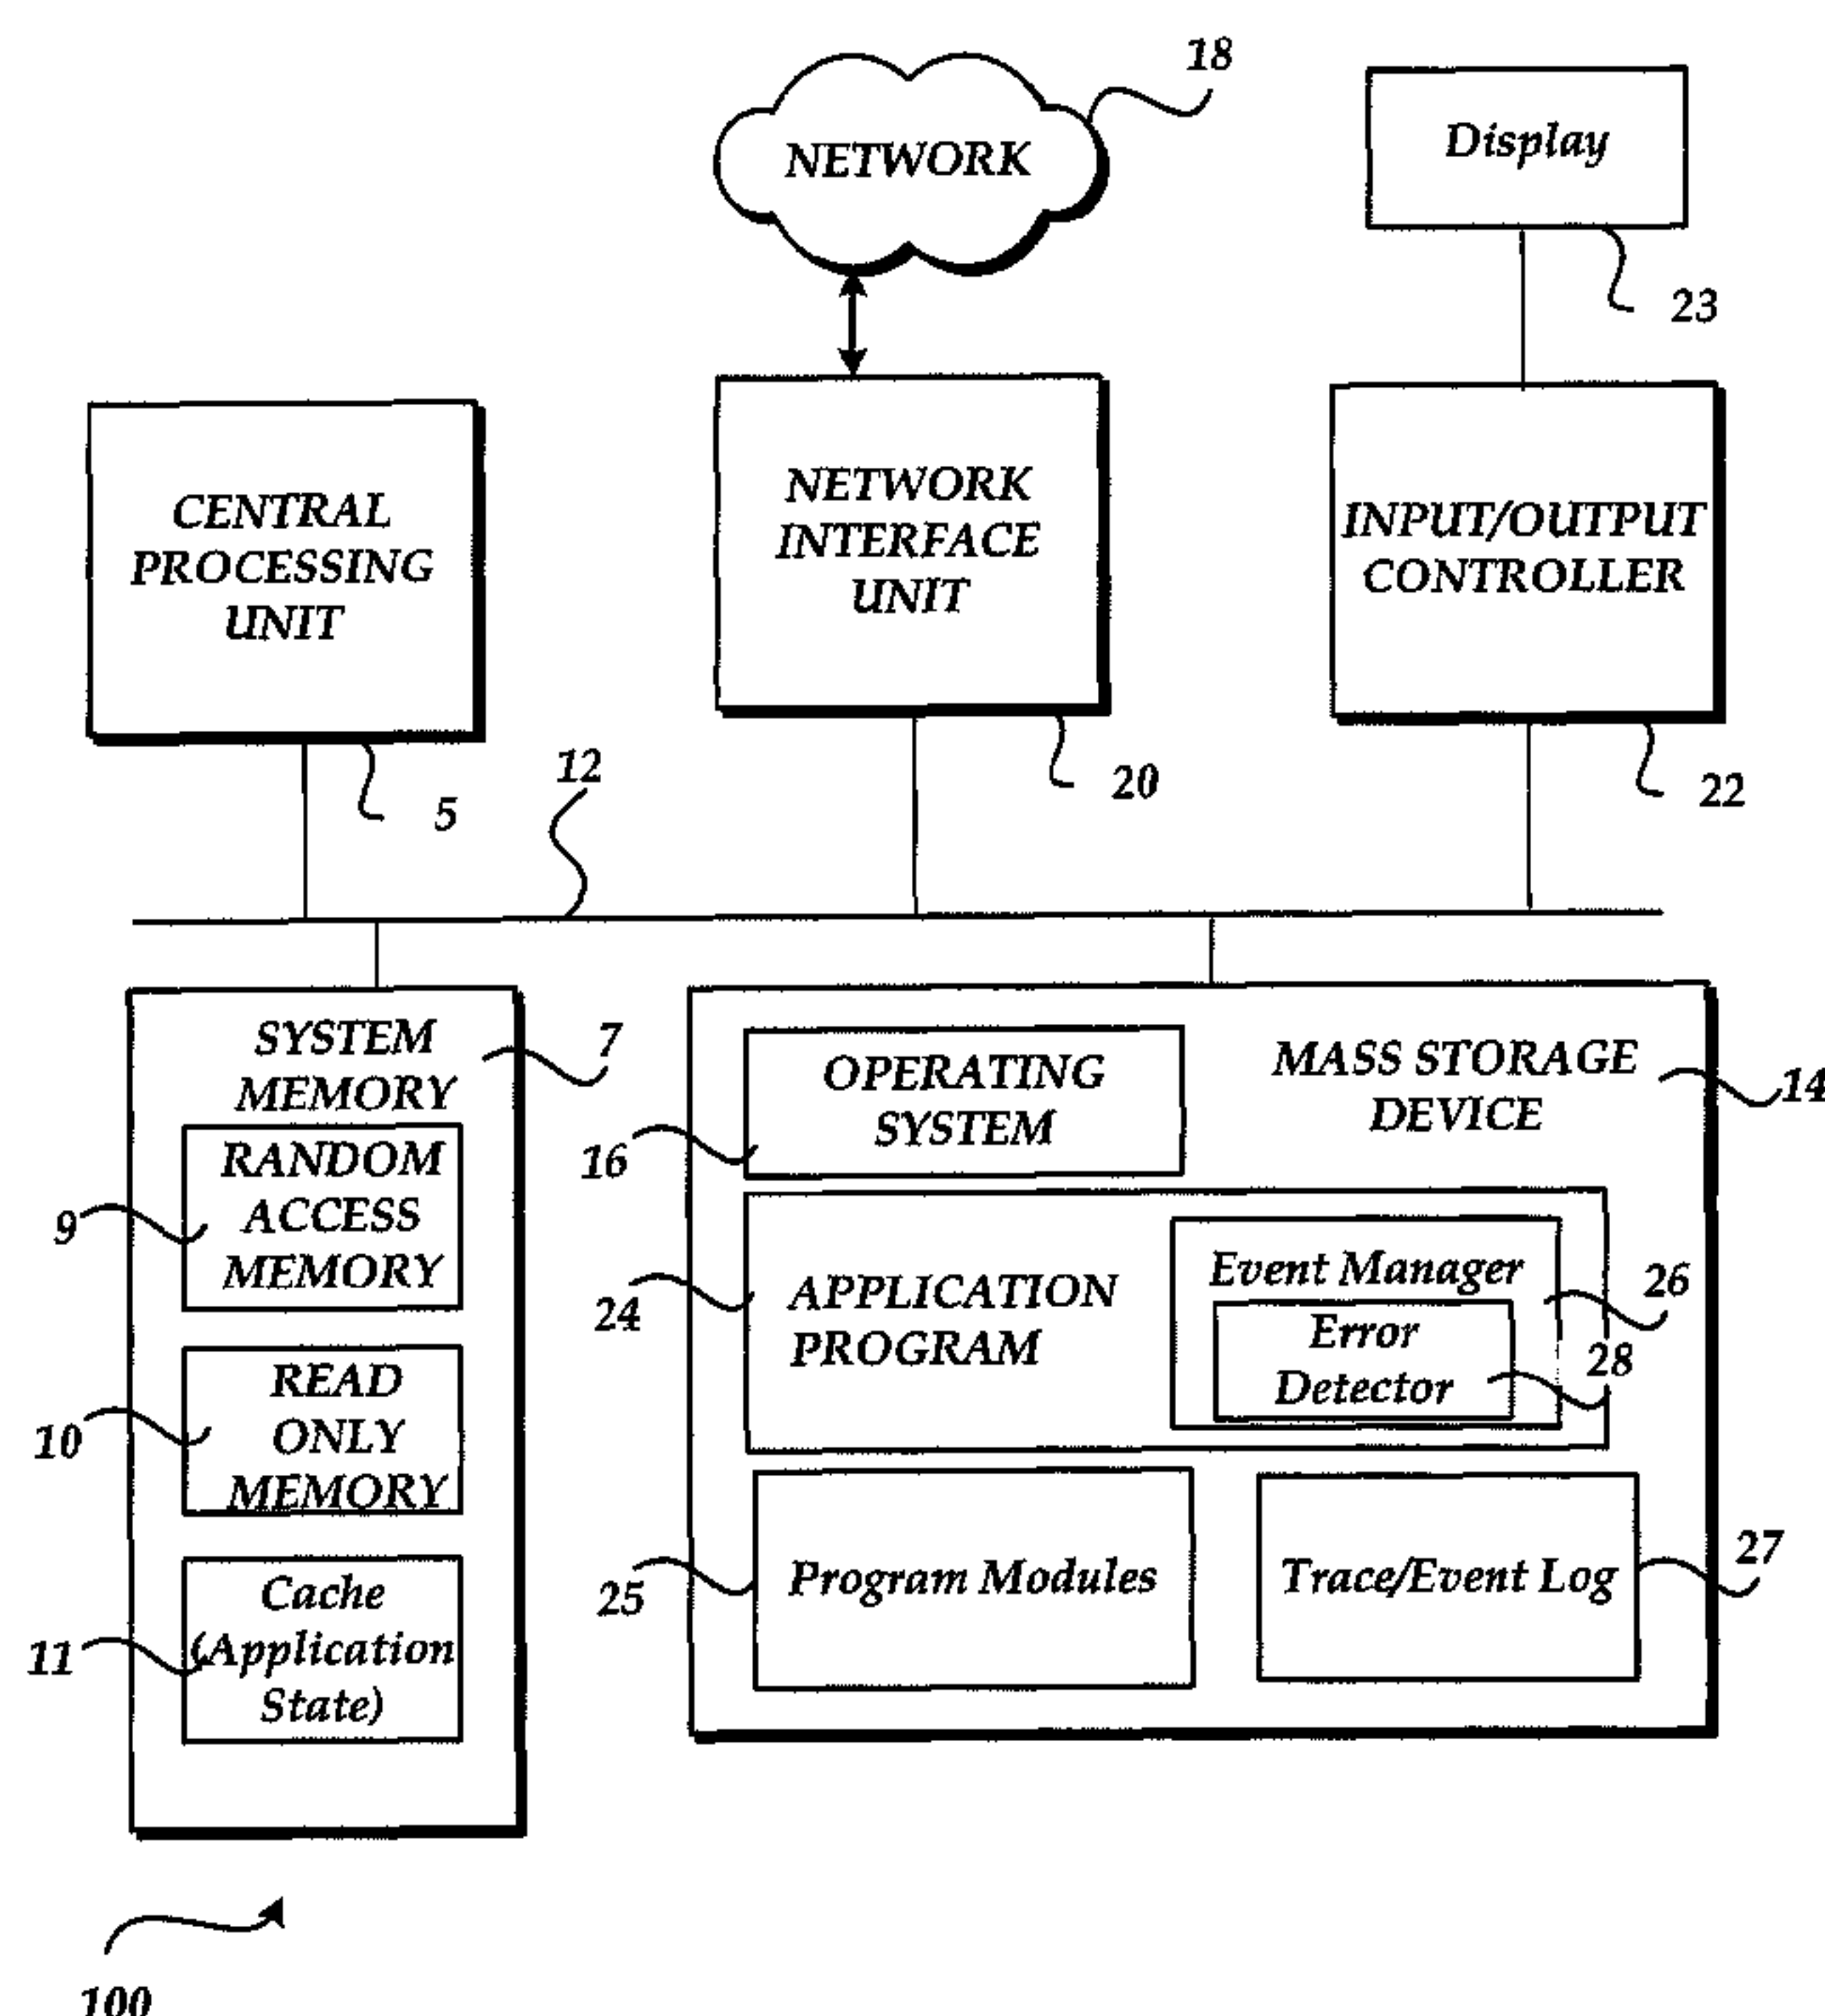 18
NETWORK
Display
23
CENTRAL
PROCESSING
UNIT
5
NETWORK
INTERFACE
UNIT
20
INPUT/OUTPUT
CONTROLLER
22
12
SYSTEM
MEMORY
7
RANDOM
ACCESS
MEMORY
9
READ
ONLY
MEMORY
10
Cache
(Application
State)
11
MASS STORAGE
DEVICE
14
OPERATING
SYSTEM
16
APPLICATION
PROGRAM
24
Event Manager
26
Error
Detector
28
Program Modules
25
Trace/Event Log
27
100